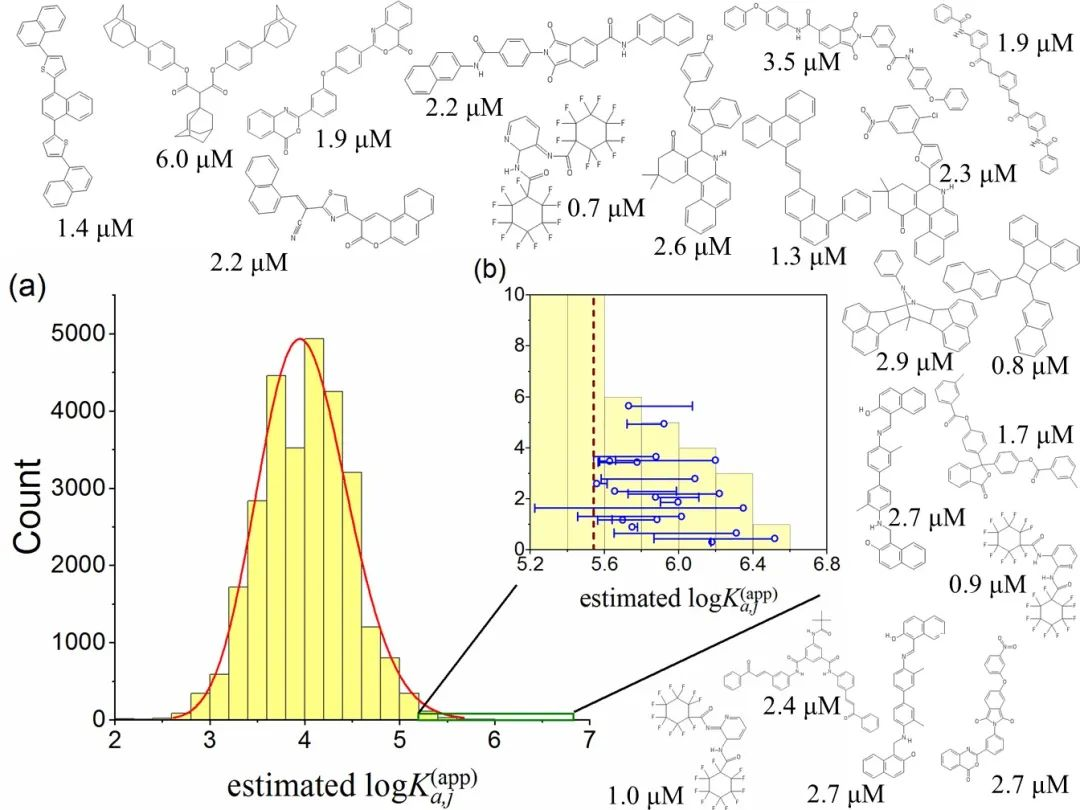 1.4 µM
6.0 µM
1.9 µM
2.2 µM
2.2 µM
0.7 µM
2.6 µM
3.5 µM
1.3 µM
2.3 µM
1.9 µM
2.9 µM
0.8 µM
1.7 µM
2.7 µM
0.9 µM
2.4 µM
1.0 µM
2.7 µM
2.7 µM
(a)
Count
5000
4000
3000
2000
1000
0
2 3 4 5 6 7
estimated logK_{a,j}^{(app)}
(b)
10
8
6
4
2
0
5.2 5.6 6.0 6.4 6.8
estimated logK_{a,j}^{(app)}